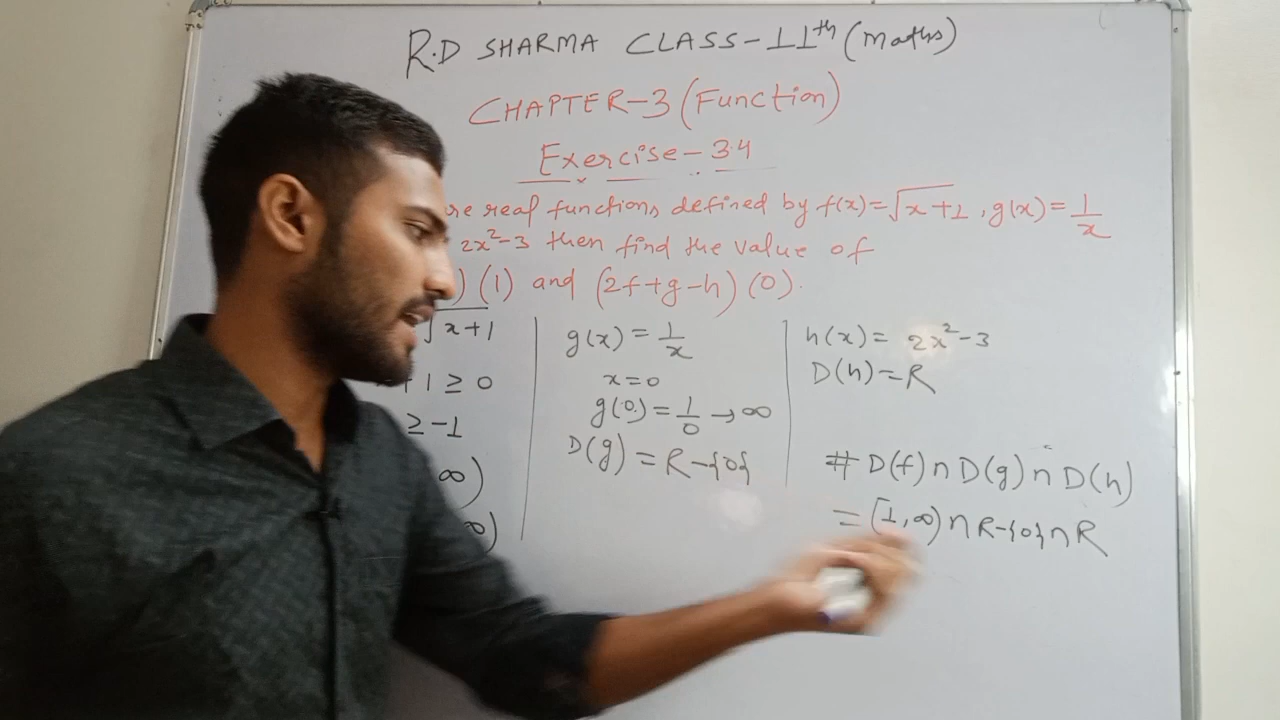 R.D SHARMA CLASS-11th (maths)
CHAPTER-3 (Function)
Exercise-3.4
re real functions defined by f(x)=√x+1, g(x)=1/x
2x²-3 then find the value of
) (1) and (2f+g-h) (0).
√x+1
+1 ≥ 0
≥ -1
∞)
∞)
g(x) = 1/x
x=0
g(0) = 1/0 → ∞
D(g) = R-{0}
h(x) = 2x²-3
D(h) = R
# D(f) ∩ D(g) ∩ D(h)
= [1, ∞) ∩ R-{0} ∩ R